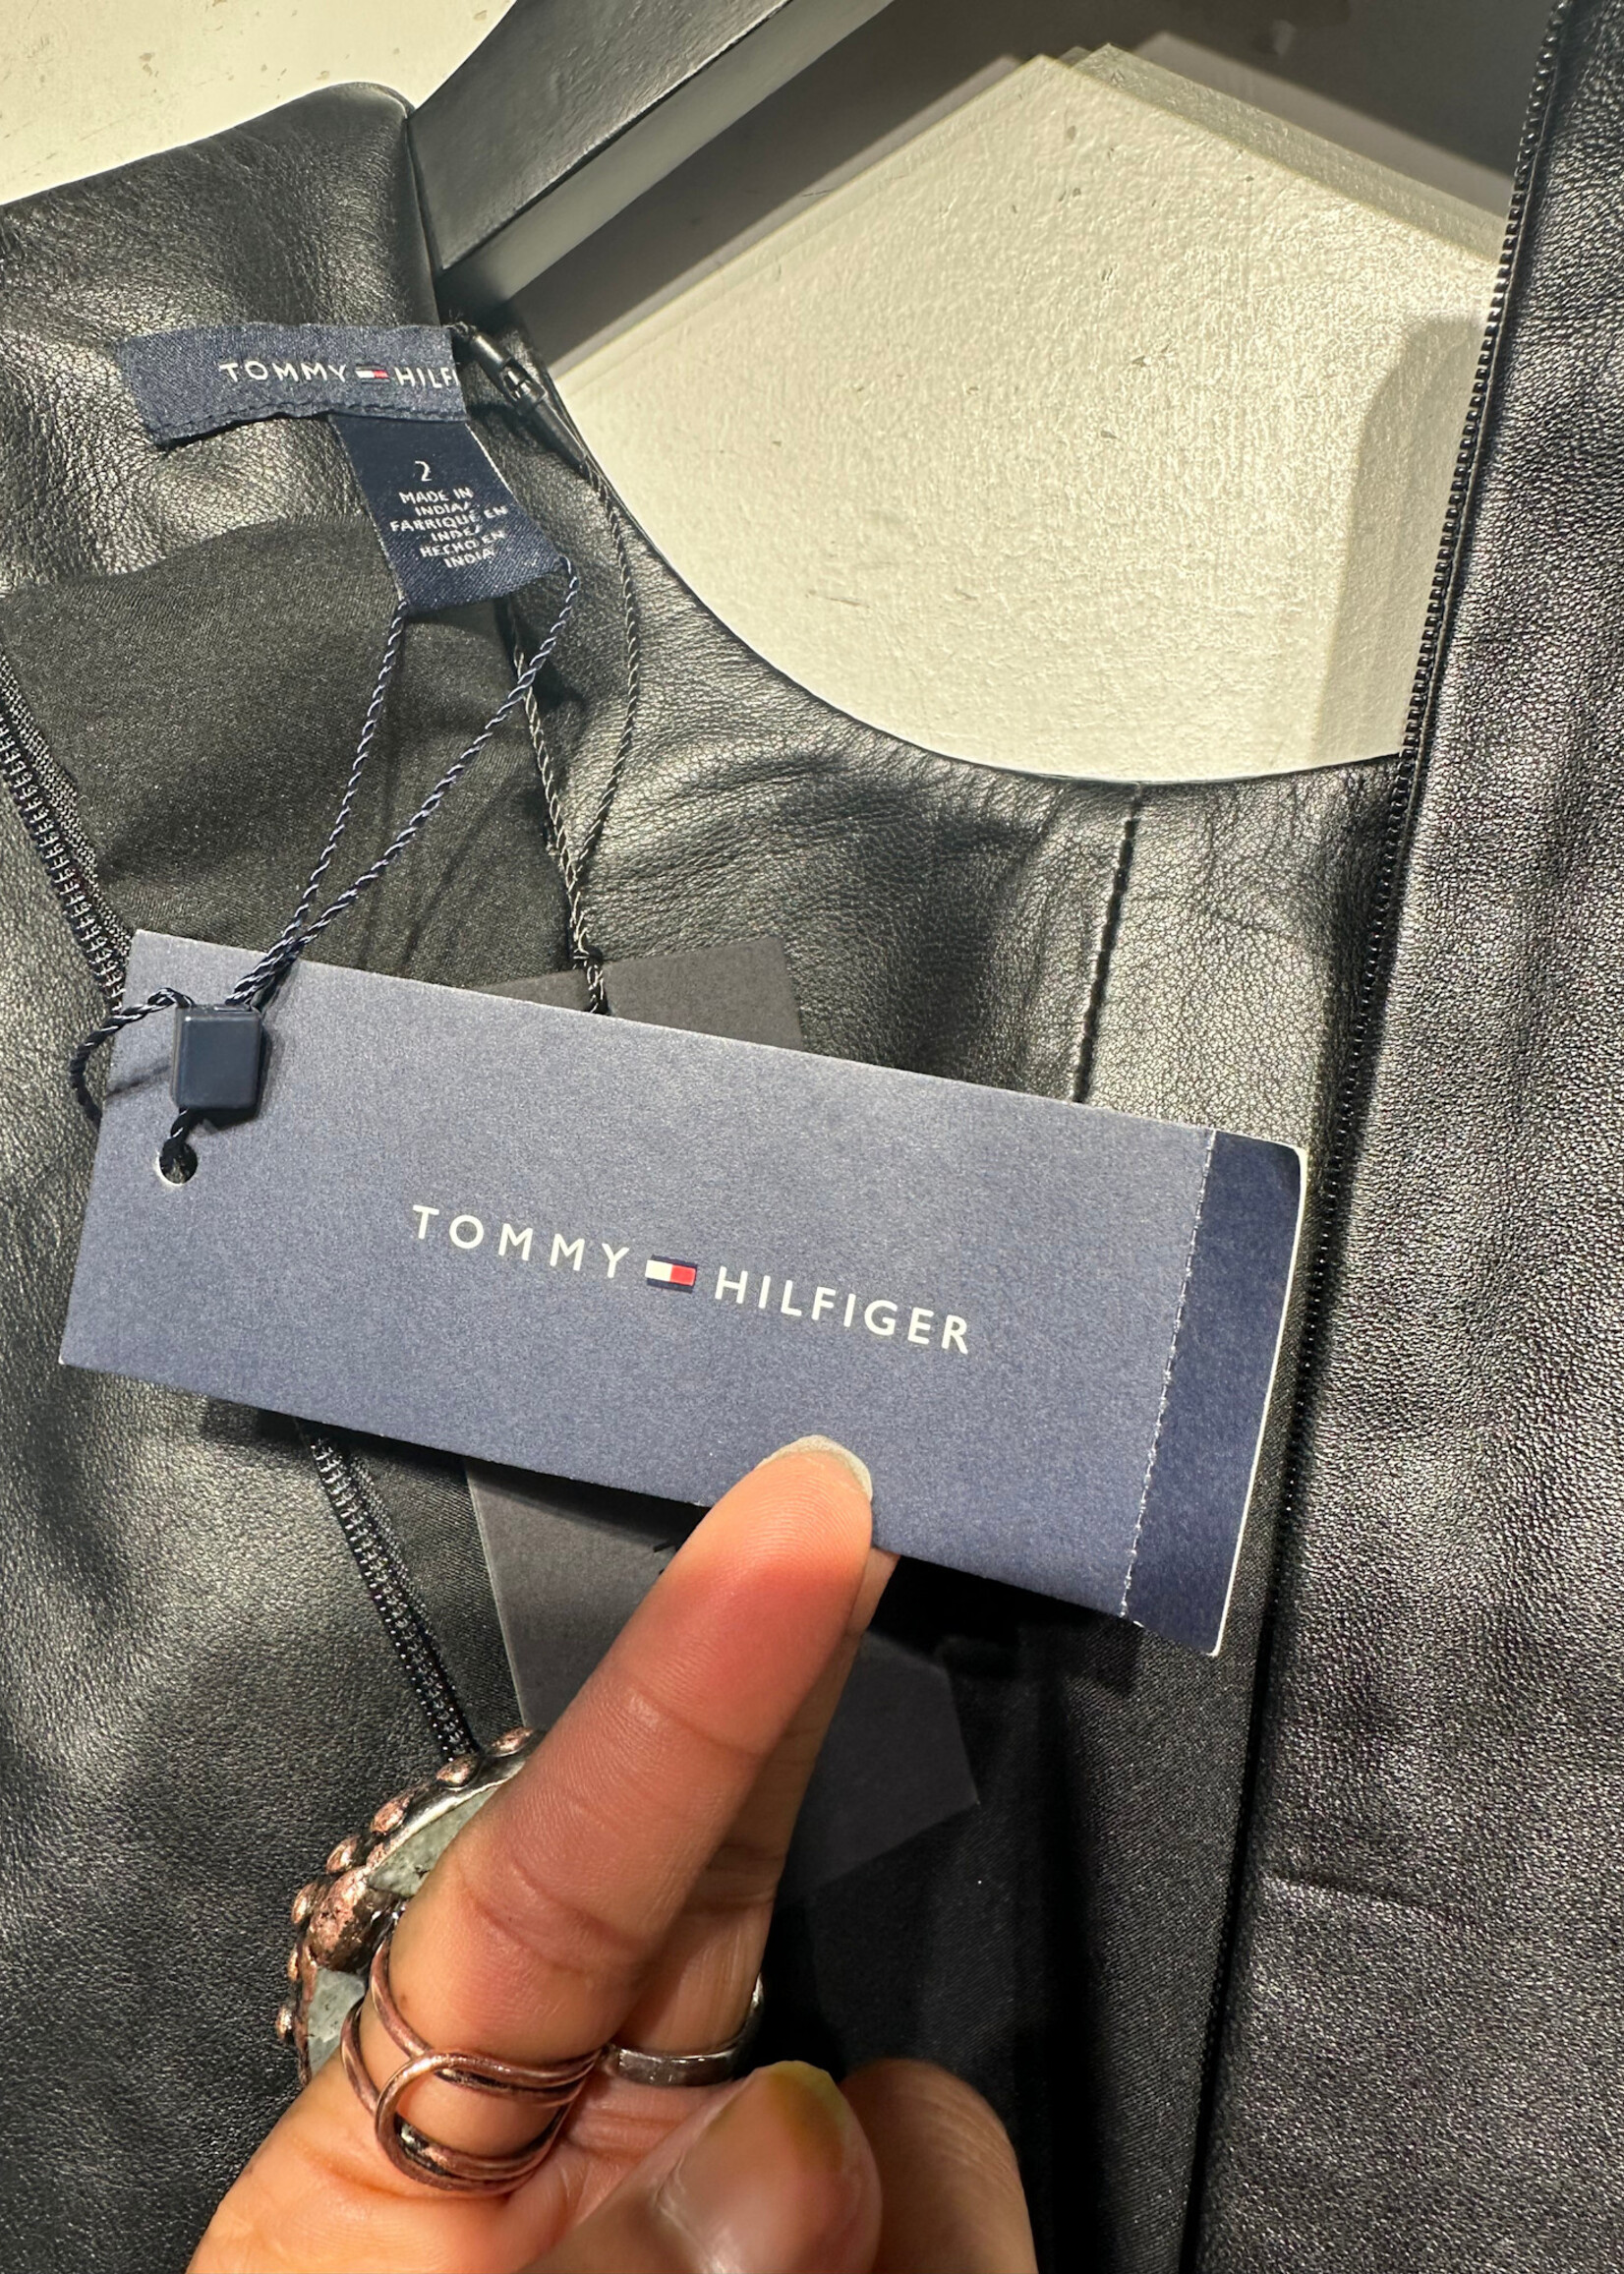 TOMMY HILF
2
MADE IN
INDIA/
FABRIQUÉ EN
INDE/
HECHO EN
INDIA
TOMMY HILFIGER